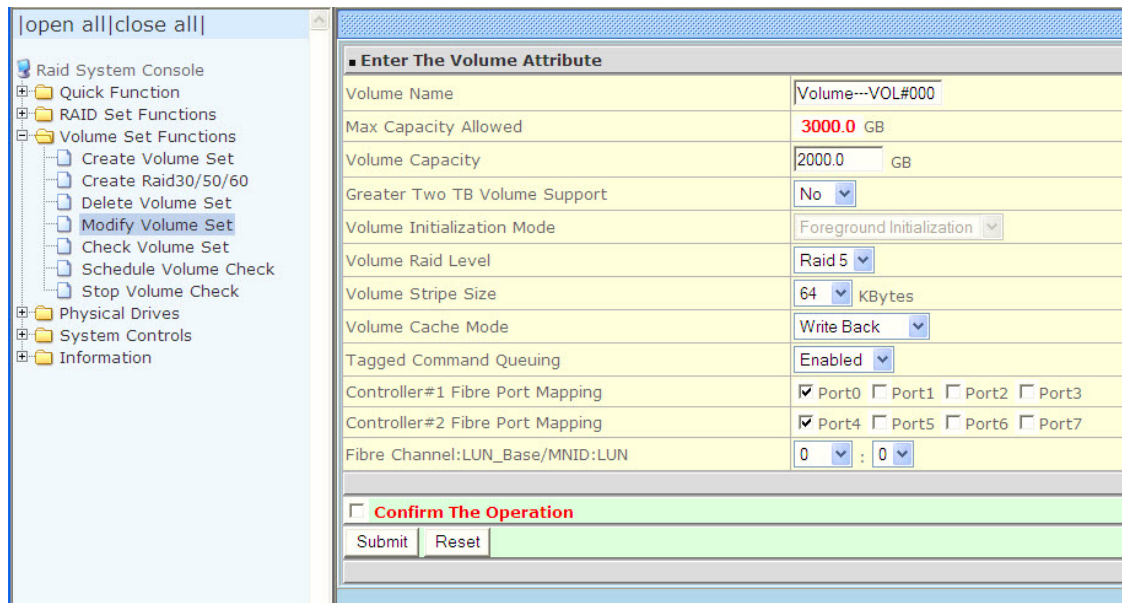 |open all|close all|
Raid System Console
Quick Function
RAID Set Functions
Volume Set Functions
Create Volume Set
Create Raid30/50/60
Delete Volume Set
Modify Volume Set
Check Volume Set
Schedule Volume Check
Stop Volume Check
Physical Drives
System Controls
Information
Enter The Volume Attribute
Volume Name Volume---VOL#000
Max Capacity Allowed 3000.0 GB
Volume Capacity 2000.0 GB
Greater Two TB Volume Support No
Volume Initialization Mode Foreground Initialization
Volume Raid Level Raid 5
Volume Stripe Size 64 KBytes
Volume Cache Mode Write Back
Tagged Command Queuing Enabled
Controller#1 Fibre Port Mapping Port0 Port1 Port2 Port3
Controller#2 Fibre Port Mapping Port4 Port5 Port6 Port7
Fibre Channel:LUN_Base/MNID:LUN 0 : 0
Confirm The Operation
Submit Reset